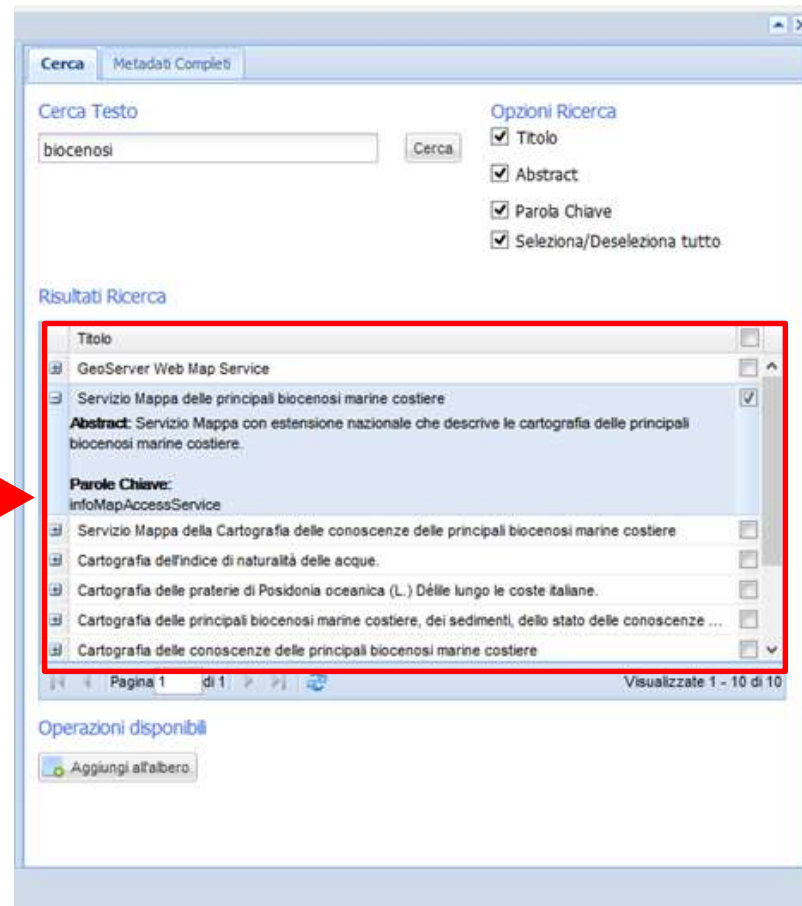 Cerca Metadati Completi
Cerca Testo
Opzioni Ricerca
biocenosi
Cerca
Titolo
Abstract
Parola Chiave
Seleziona/Deseleziona tutto
Risultati Ricerca
Titolo
GeoServer Web Map Service
Servizio Mappa delle principali biocenosi marine costiere
Abstract: Servizio Mappa con estensione nazionale che descrive le cartografia delle principali
biocenosi marine costiere.
Parole Chiave:
infoMapAccessService
Servizio Mappa della Cartografia delle conoscenze delle principali biocenosi marine costiere
Cartografia dell'indice di naturalità delle acque.
Cartografia delle praterie di Posidonia oceanica (L.) Délile lungo le coste italiane.
Cartografia delle principali biocenosi marine costiere, dei sedimenti, dello stato delle conoscenze ...
Cartografia delle conoscenze delle principali biocenosi marine costiere
Pagina 1 di 1
Visualizzate 1 - 10 di 10
Operazioni disponibili
Aggiungi all'albero